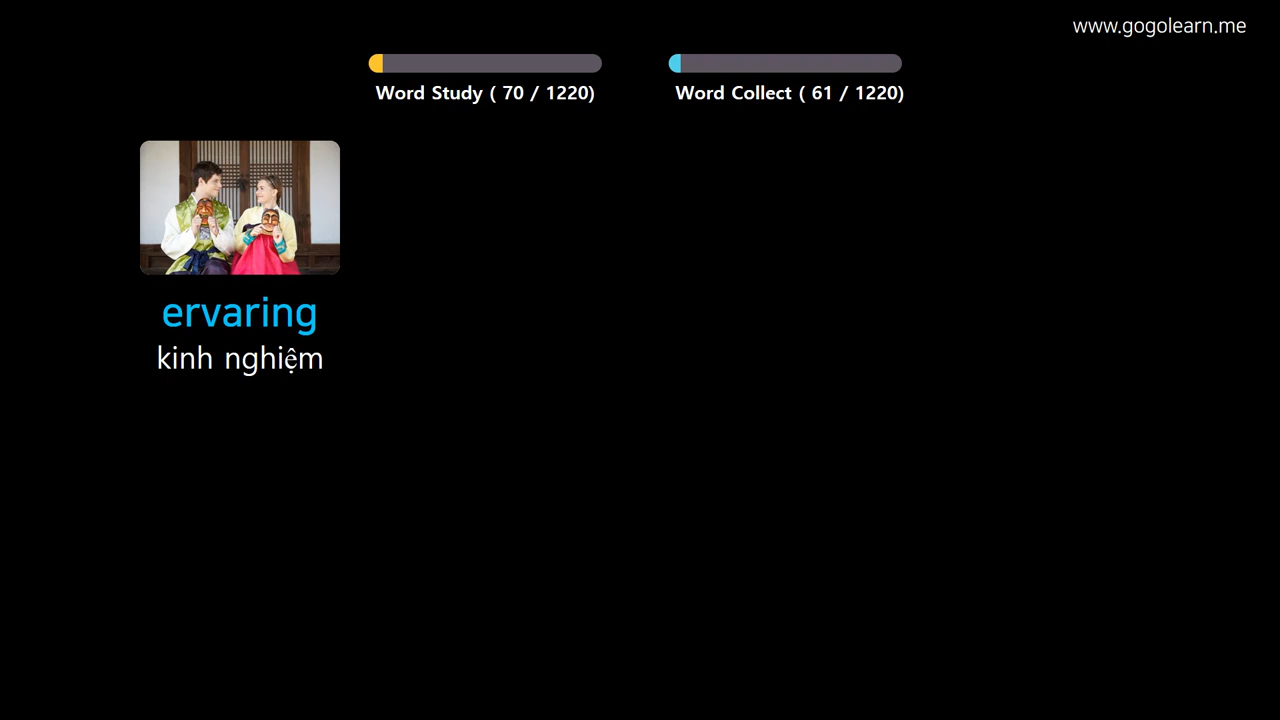 www.gogolearn.me
Word Study ( 70 / 1220)
Word Collect ( 61 / 1220)
ervaring
kinh nghiệm